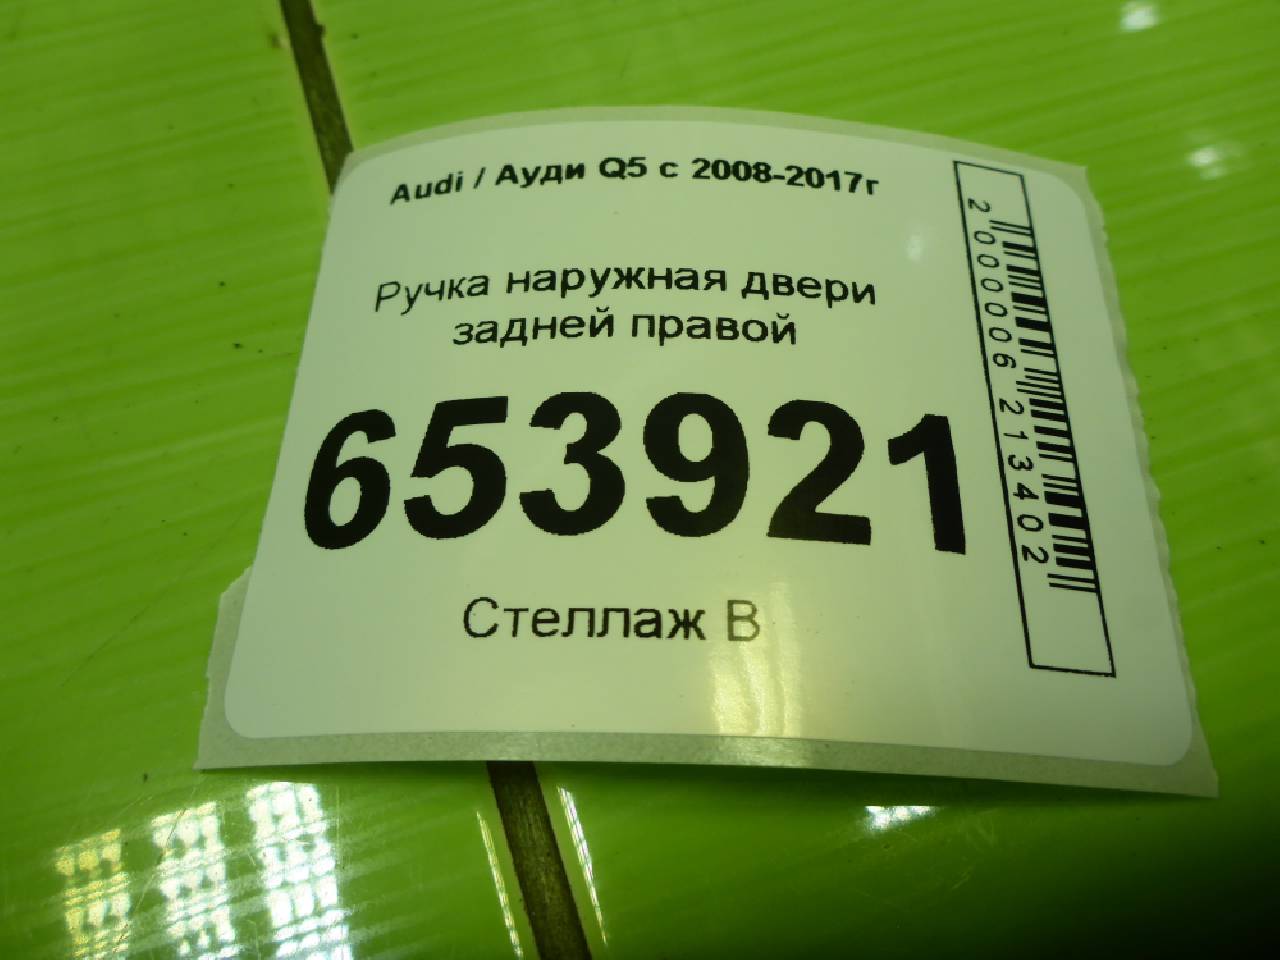 Audi / Ауди Q5 с 2008-2017г
Ручка наружная двери
задней правой
653921
Стеллаж В
2000006213402